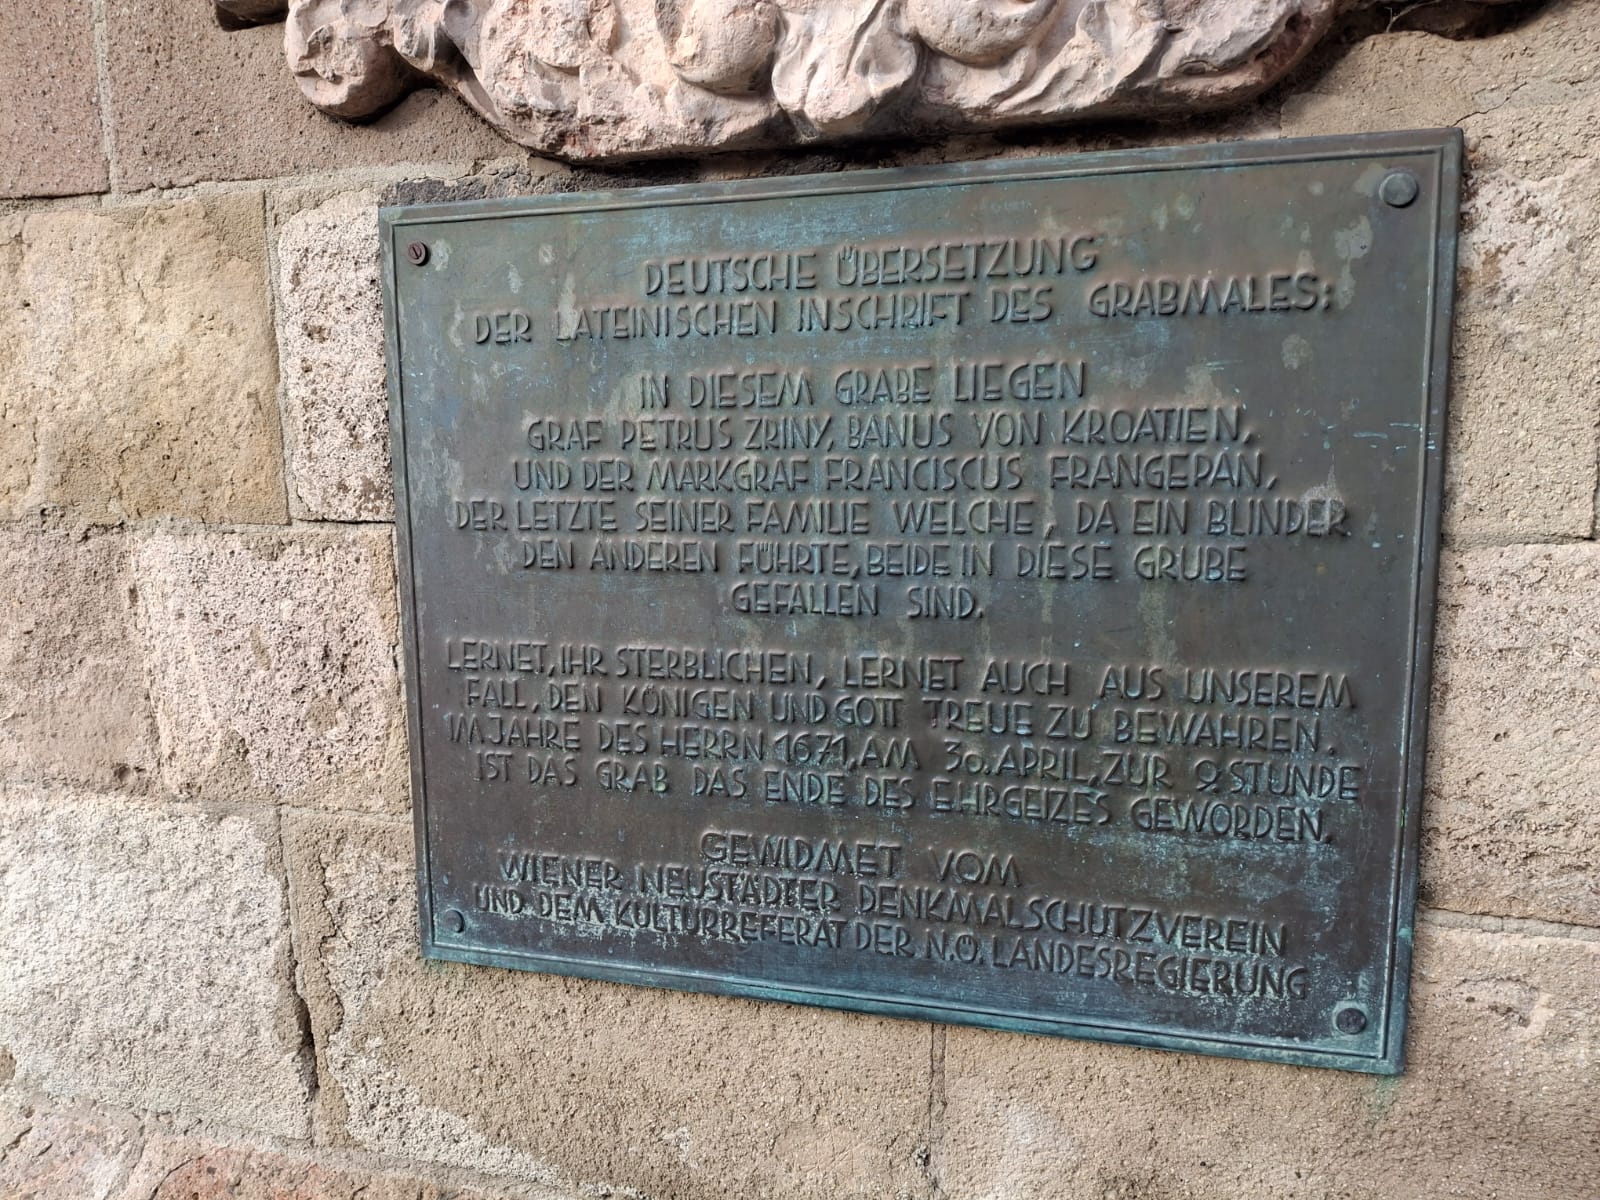 DEUTSCHE ÜBERSETZUNG
DER LATEINISCHEN INSCHRIFT DES GRABMALES:
IN DIESEM GRABE LIEGEN
GRAF PETRUS ZRINY, BANUS VON KROATIEN,
UND DER MARKGRAF FRANCISCUS FRANGEPAN,
DER LETZTE SEINER FAMILIE WELCHE, DA EIN BLINDER
DEN ANDEREN FÜHRTE, BEIDE IN DIESE GRUBE
GEFALLEN SIND.
LERNET, IHR STERBLICHEN, LERNET AUCH AUS UNSEREM
FALL, DEN KÖNIGEN UND GOTT TREUE ZU BEWAHREN.
IM JAHRE DES HERRN 1671, AM 30. APRIL, ZUR 9. STUNDE
IST DAS GRAB DAS ENDE DES EHRGEIZES GEWORDEN.
GEWIDMET VOM
WIENER NEUSTÄDTER DENKMALSCHUTZVEREIN
UND DEM KULTURREFERAT DER N.Ö. LANDESREGIERUNG